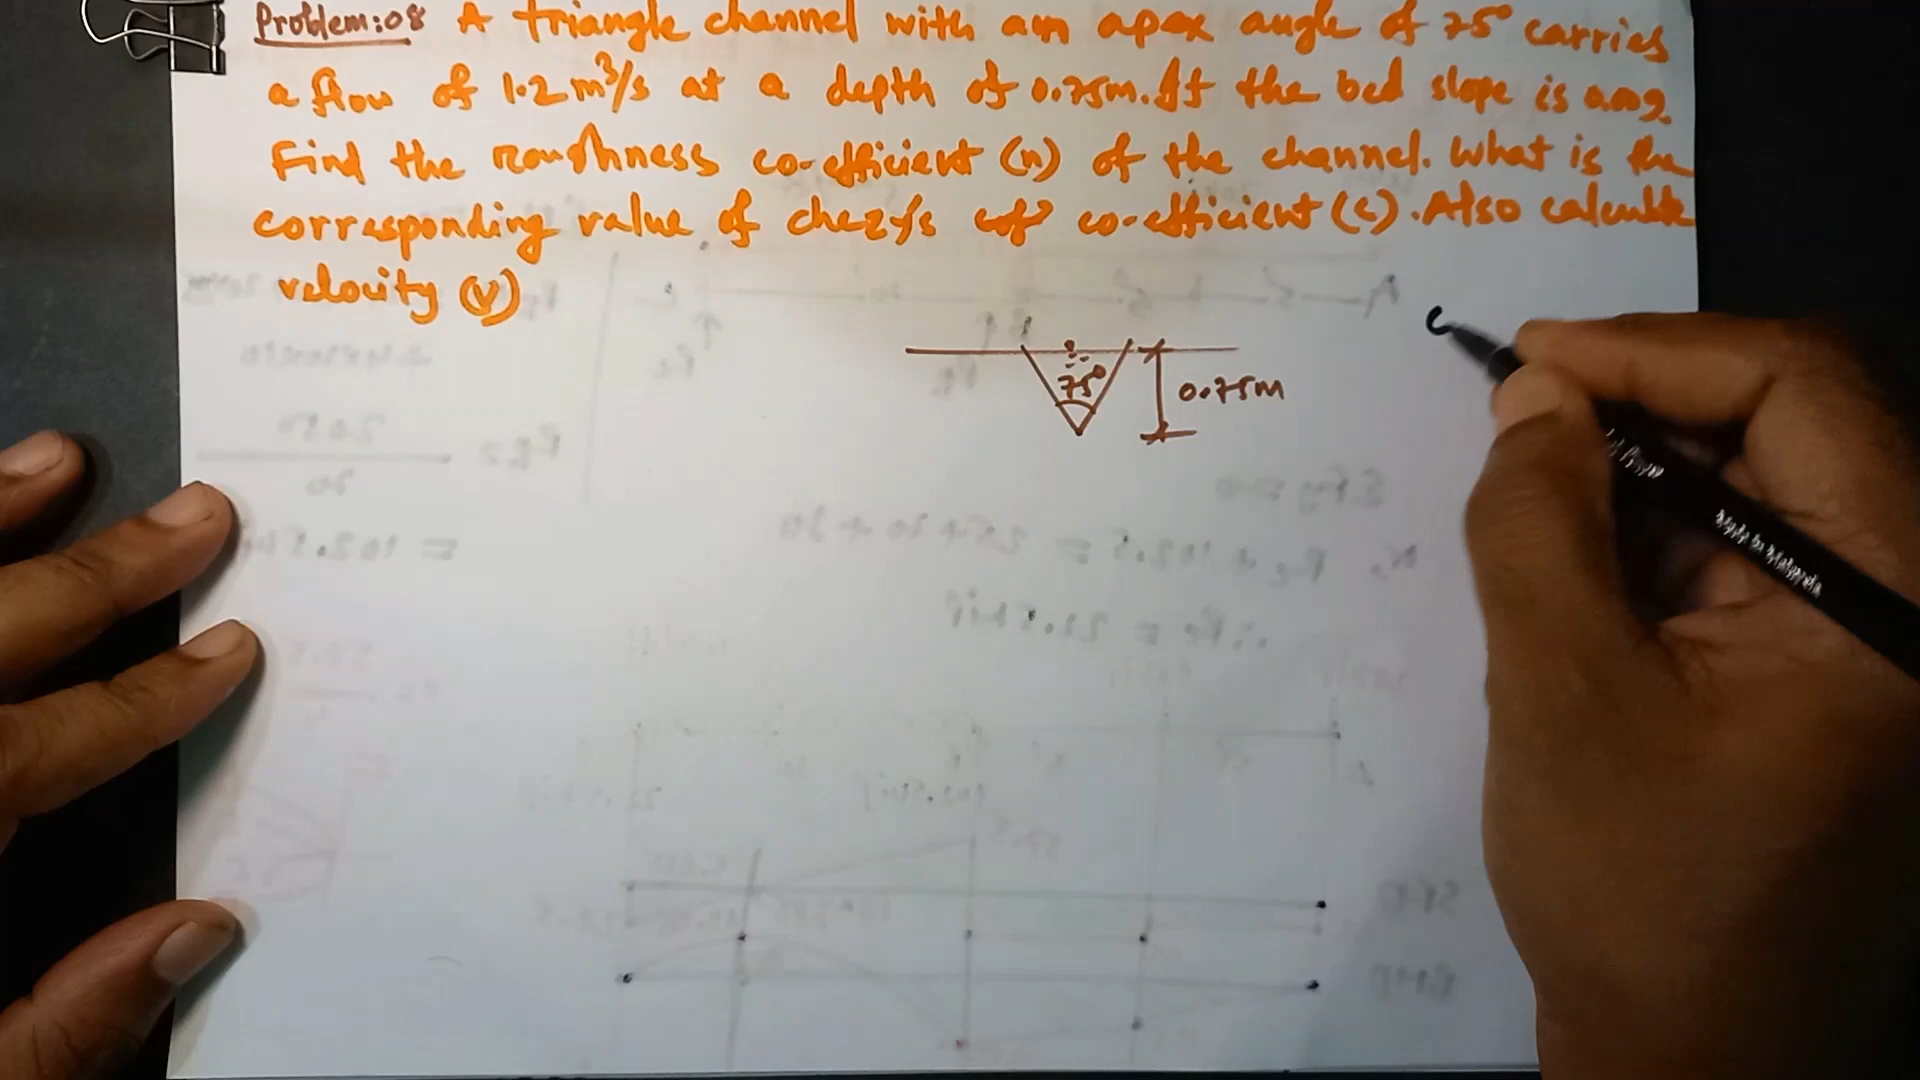 Problem:08 A triangle channel with an apex angle of 75° carries
a flow of 1.2 m³/s at a depth of 0.75m. If the bed slope is
Find the roughness co-efficient (n) of the channel. What is the
corresponding value of chezy's cof co-efficient (c). Also calculate
velocity (v)
75°
0.75m